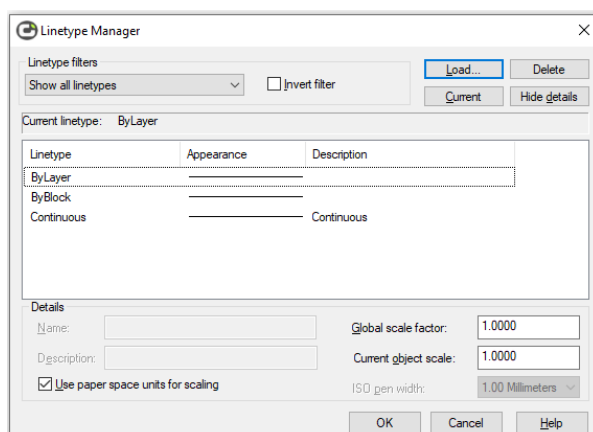 Linetype Manager
Linetype filters
Show all linetypes
Invert filter
Load...
Delete
Current
Hide details
Current linetype: ByLayer
Linetype Appearance Description
ByLayer
ByBlock
Continuous Continuous
Details
Name:
Description:
Use paper space units for scaling
Global scale factor: 1.0000
Current object scale: 1.0000
ISO pen width: 1.00 Millimeters
OK Cancel Help